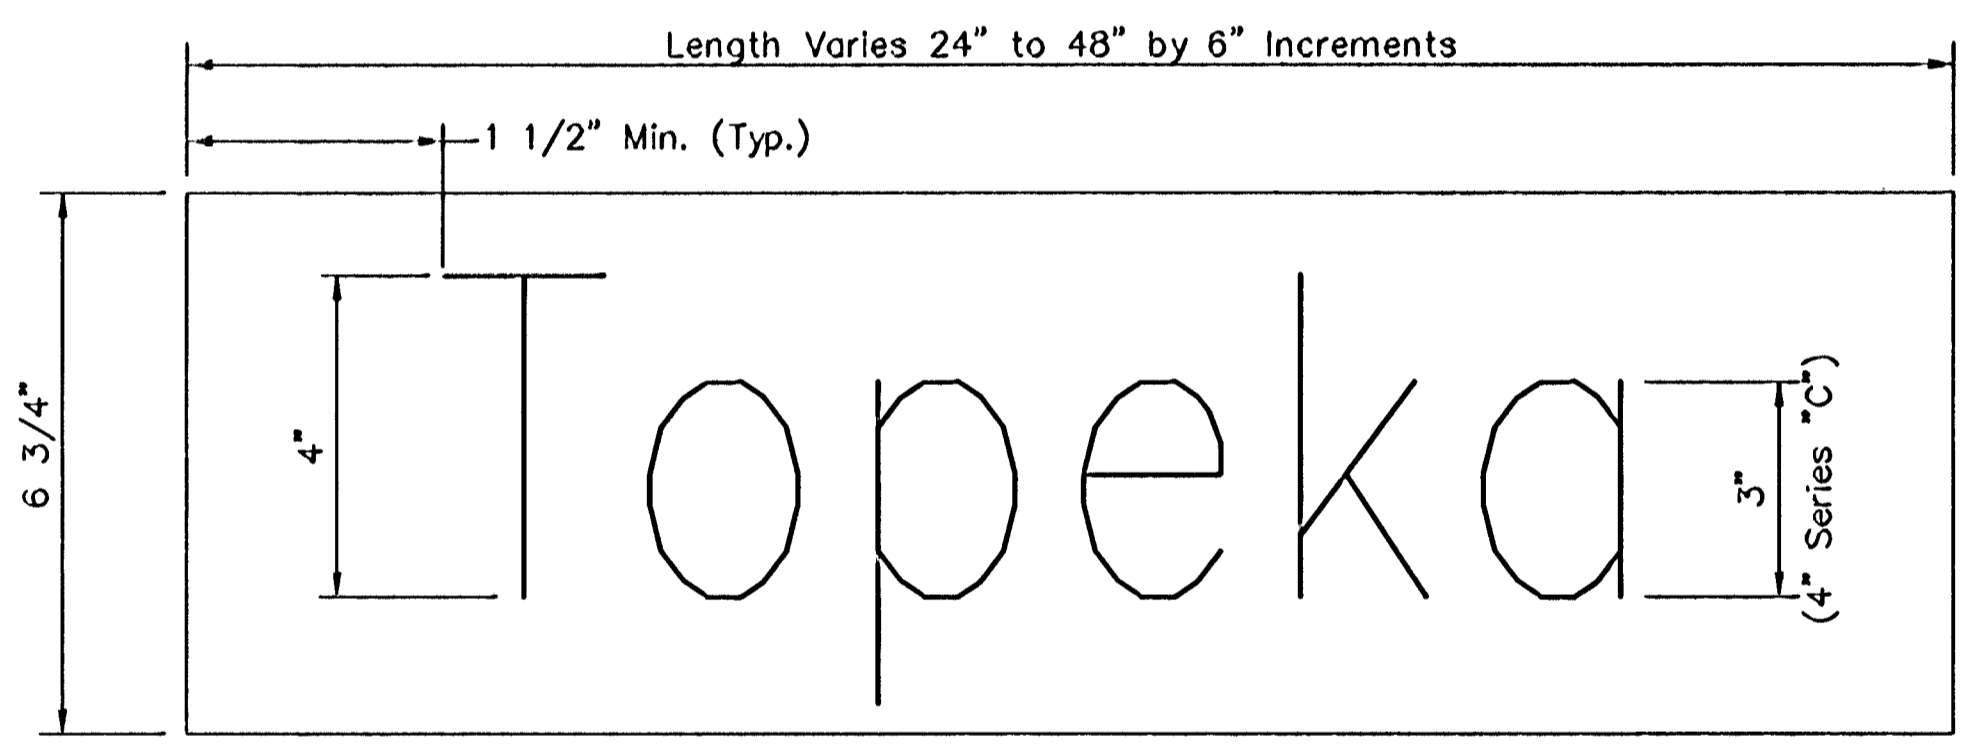 Length Varies 24" to 48" by 6" Increments
1 1/2" Min. (Typ.)
6 3/4"
4"
Topeka
3"
(4" Series "C")